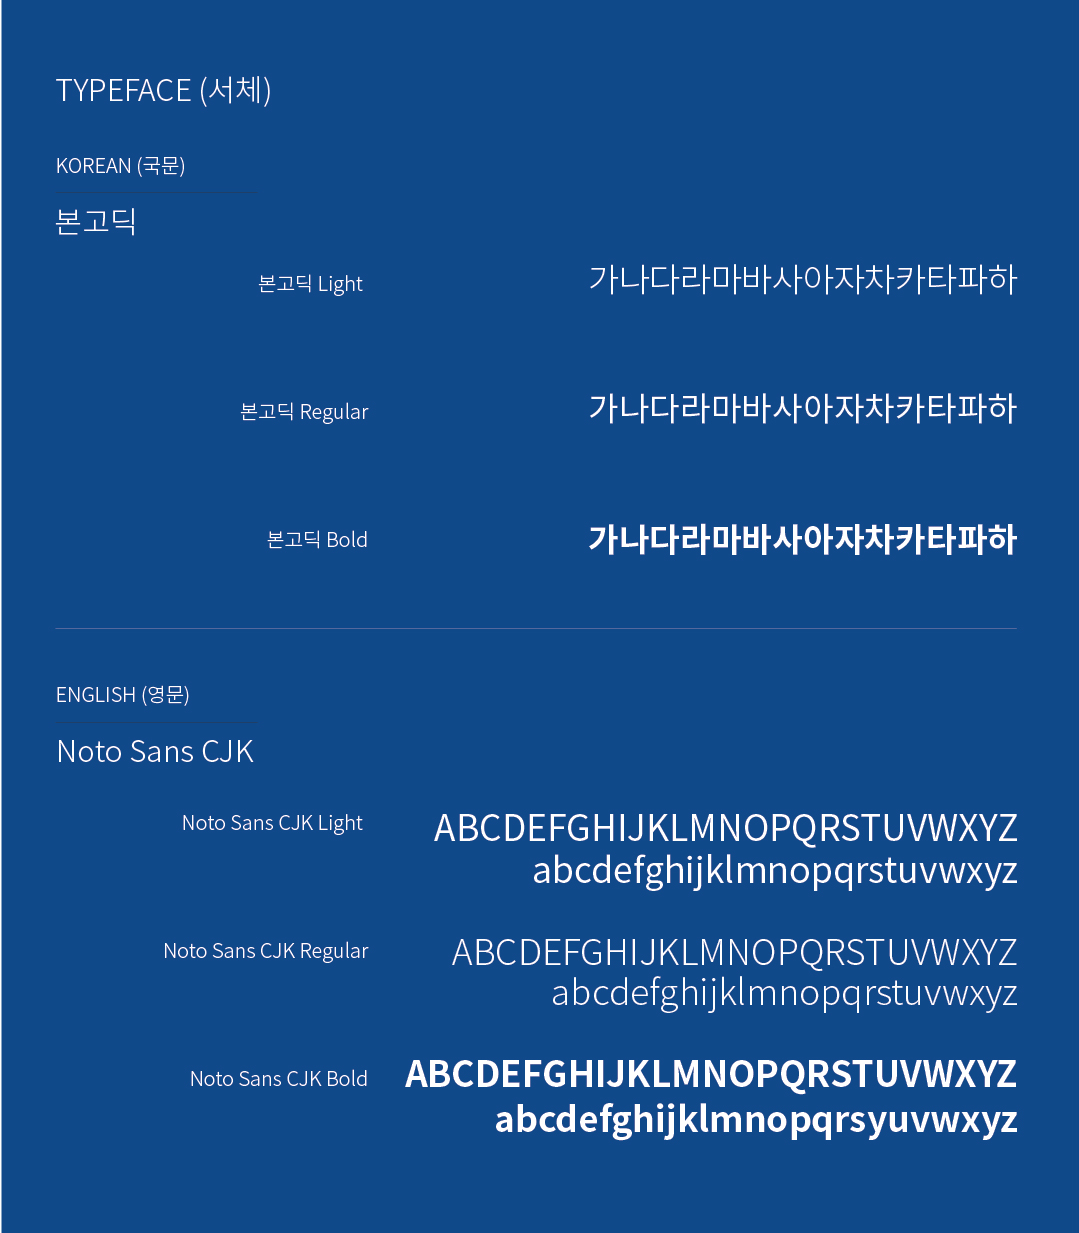 TYPEFACE (서체)
KOREAN (국문)
본고딕
본고딕 Light
가나다라마바사아자차카타파하
본고딕 Regular
가나다라마바사아자차카타파하
본고딕 Bold
가나다라마바사아자차카타파하
ENGLISH (영문)
Noto Sans CJK
Noto Sans CJK Light
ABCDEFGHIJKLMNOPQRSTUVWXYZ
abcdefghijklmnopqrstuvwxyz
Noto Sans CJK Regular
ABCDEFGHIJKLMNOPQRSTUVWXYZ
abcdefghijklmnopqrstuvwxyz
Noto Sans CJK Bold
ABCDEFGHIJKLMNOPQRSTUVWXYZ
abcdefghijklmnopqrsyuvwxyz